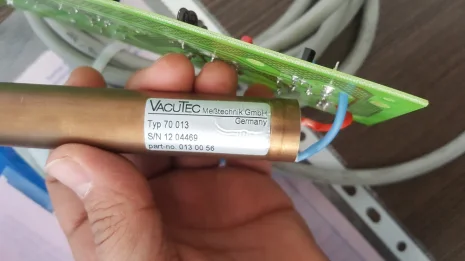 VACUTEC Meßtechnik GmbH
Germany
Typ 70 013
S/N 12 04469
part-no. 013 00 56